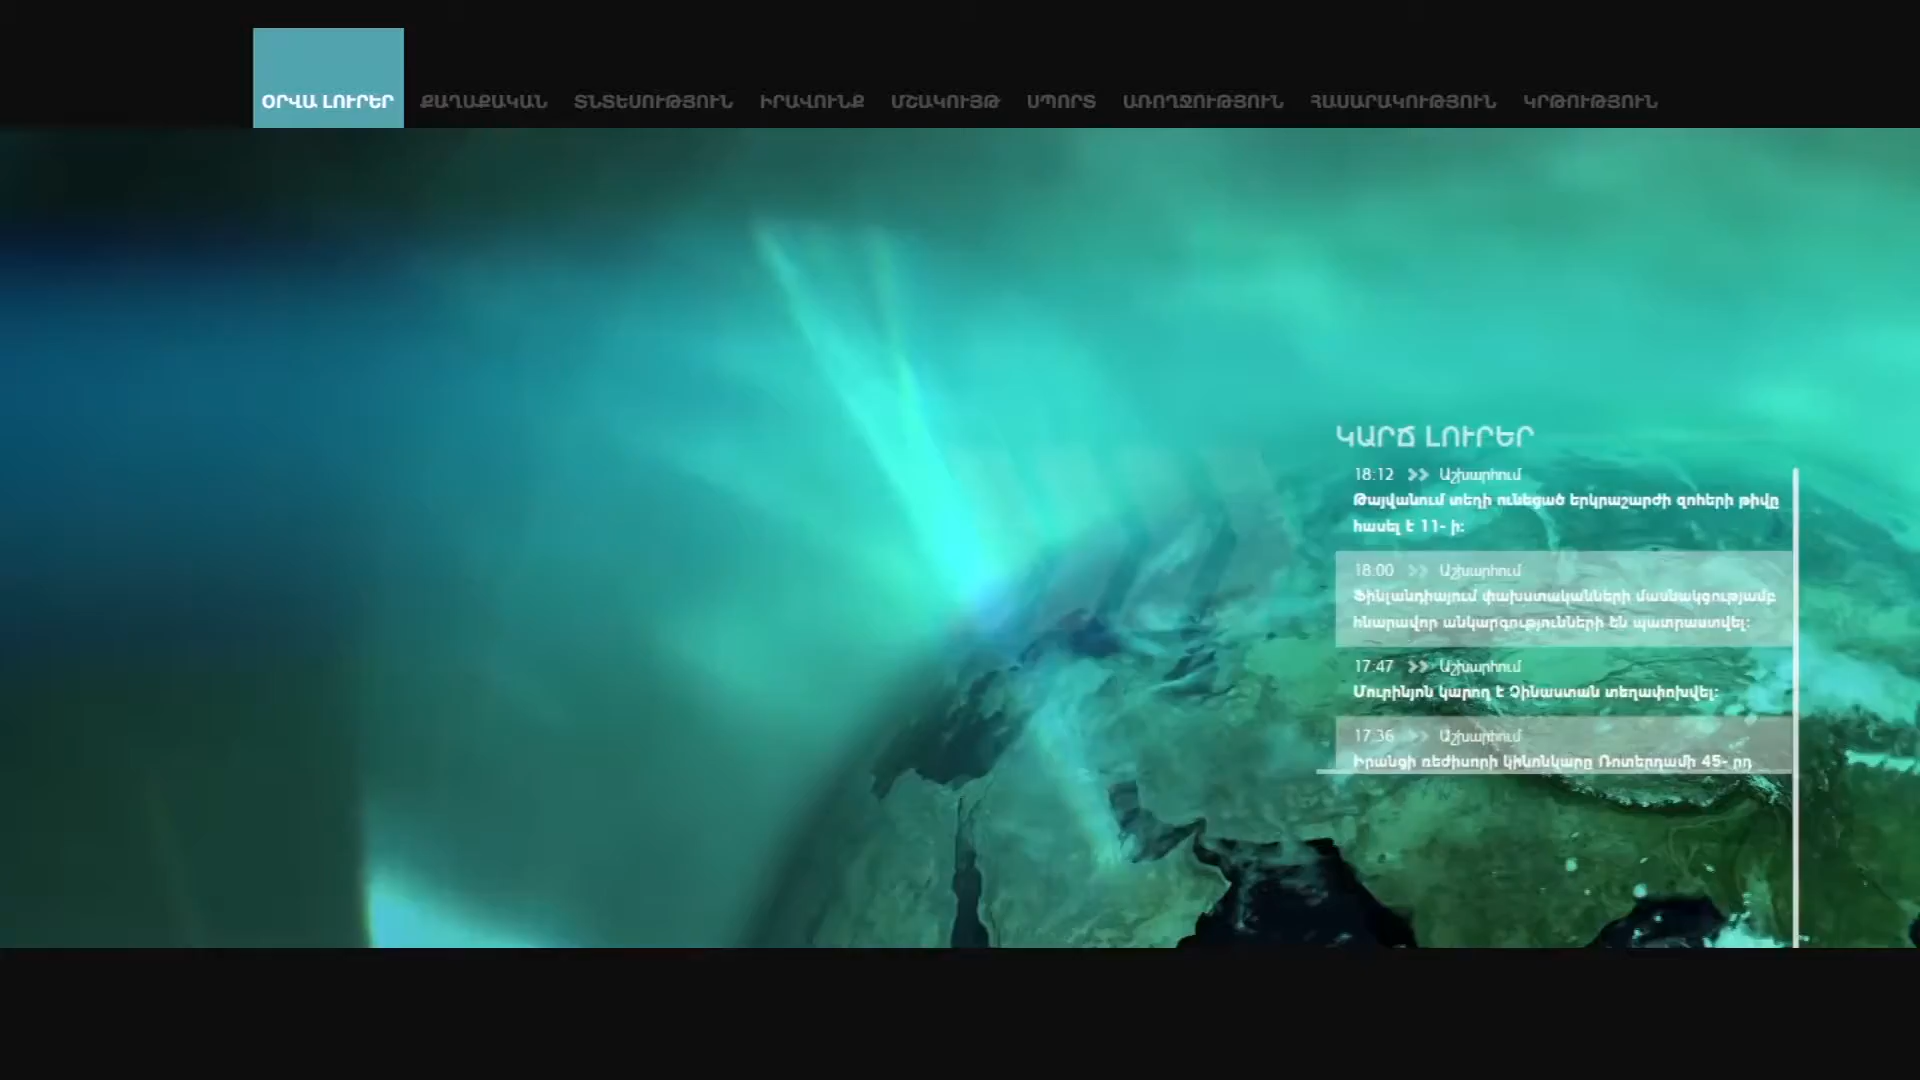 ՕՐՎԱ ԼՈՒՐԵՐ ՔԱՂԱՔԱԿԱՆ ՏՆՏԵՍՈՒԹՅՈՒՆ ԻՐԱՎՈՒՆՔ ՄՇԱԿՈՒՅԹ ՍՊՈՐՏ ԱՌՈՂՋՈՒԹՅՈՒՆ ՀԱՍԱՐԱԿՈՒԹՅՈՒՆ ԿՐԹՈՒԹՅՈՒՆ
ԿԱՐՃ ԼՈՒՐԵՐ
18:12 >> Աշխարհում
Թայվանում տեղի ունեցած երկրաշարժի զոհերի թիվը
հասել է 11- ի:
18:00 >> Աշխարհում
Ֆինլանդիայում փախստականների մասնակցությամբ
հնարավոր անկարգությունների են պատրաստվել:
17:47 >> Աշխարհում
Մուրինյոն կարող է Չինաստան տեղափոխվել:
17:36 >> Աշխարհում
Իրանցի ռեժիսորի կինոնկարը Ռոտերդամի 45- րդ